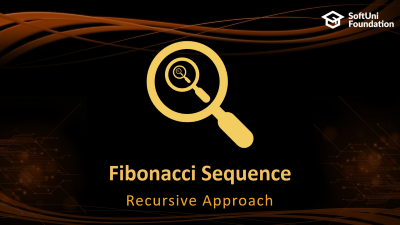 SoftUni
Foundation
Fibonacci Sequence
Recursive Approach